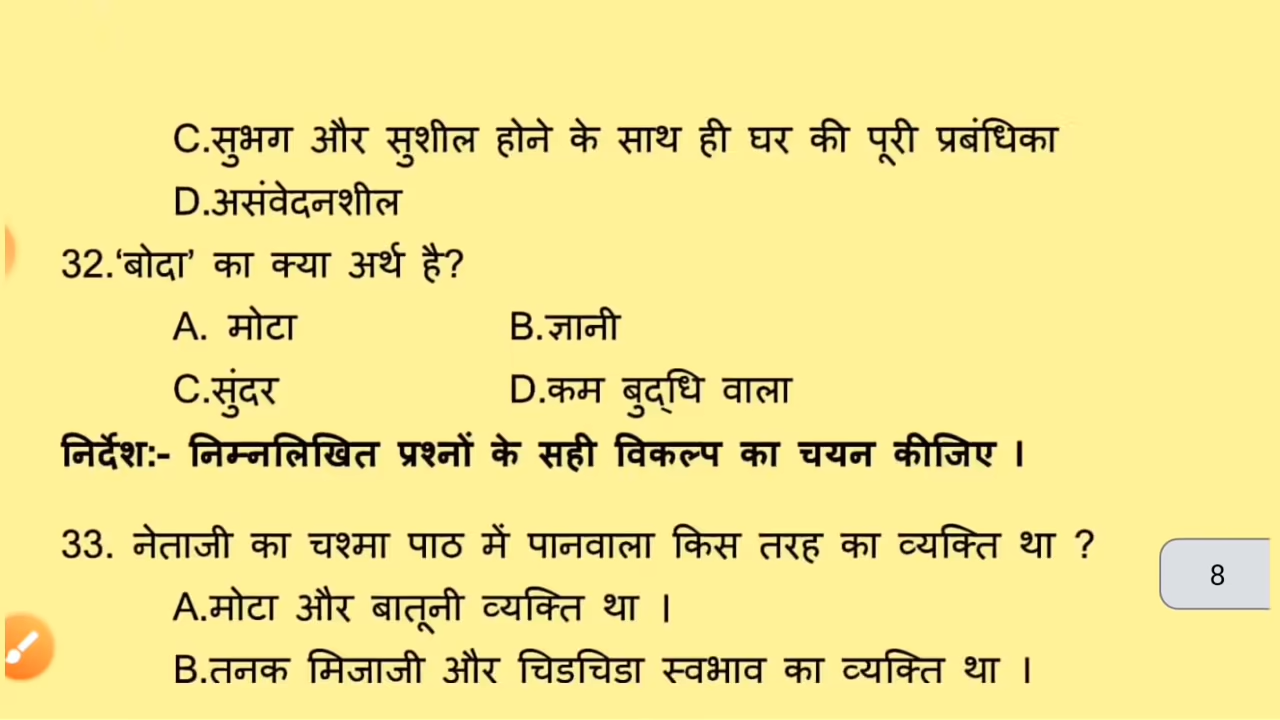 C.सुभग और सुशील होने के साथ ही घर की पूरी प्रबंधिका
D.असंवेदनशील
32.‘बोदा’ का क्या अर्थ है?
A. मोटा B.ज्ञानी
C.सुंदर D.कम बुद्धि वाला
निर्देश:- निम्नलिखित प्रश्नों के सही विकल्प का चयन कीजिए ।
33. नेताजी का चश्मा पाठ में पानवाला किस तरह का व्यक्ति था ?
8
A.मोटा और बातूनी व्यक्ति था ।
B.तनक मिजाजी और चिडचिडा स्वभाव का व्यक्ति था ।